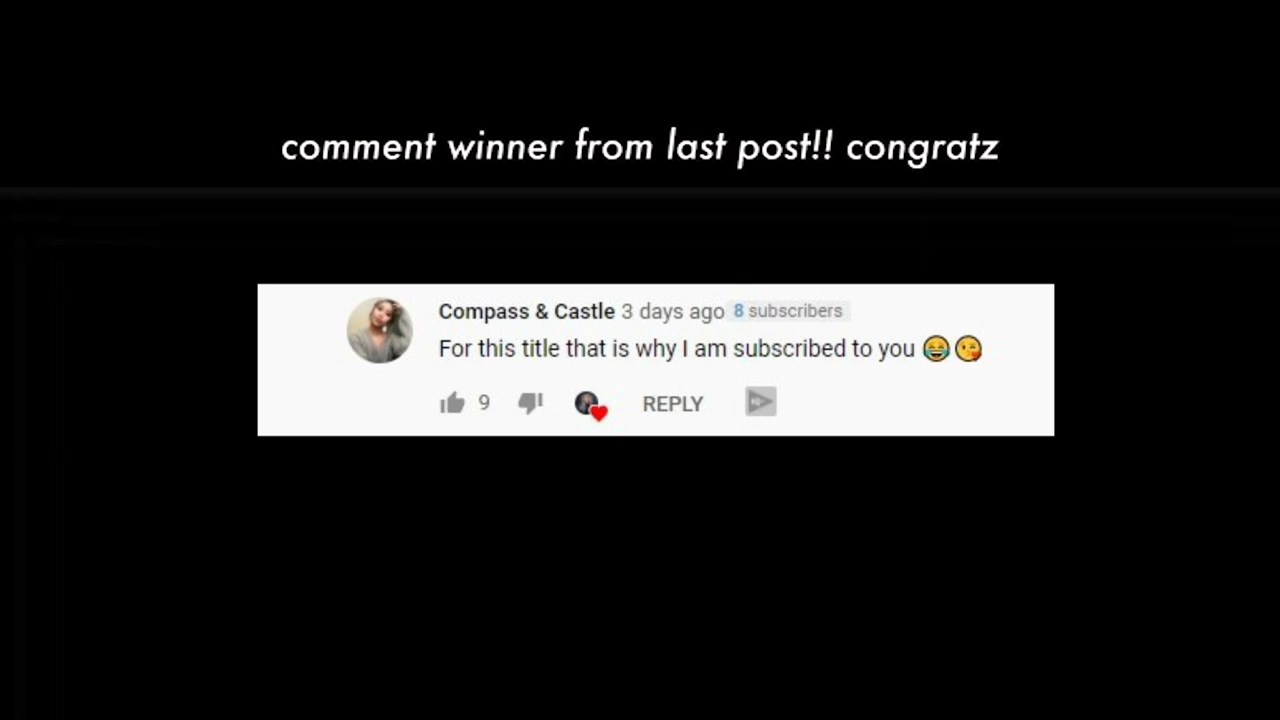 comment winner from last post!! congratz
Compass & Castle 3 days ago 8 subscribers
For this title that is why I am subscribed to you 😂😘
9 REPLY